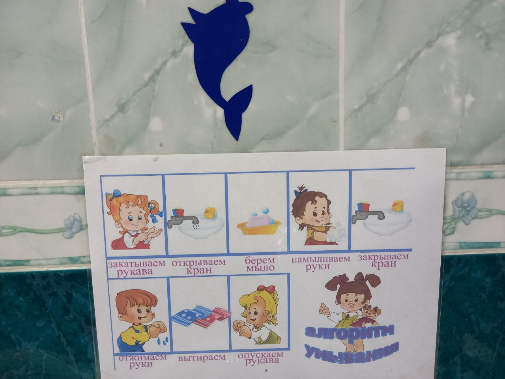 закатываем рукава
открываем кран
берем мыло
намыливаем руки
закрываем кран
отжимаем руки
вытираем
опускаем рукава
алгоритм
умывания